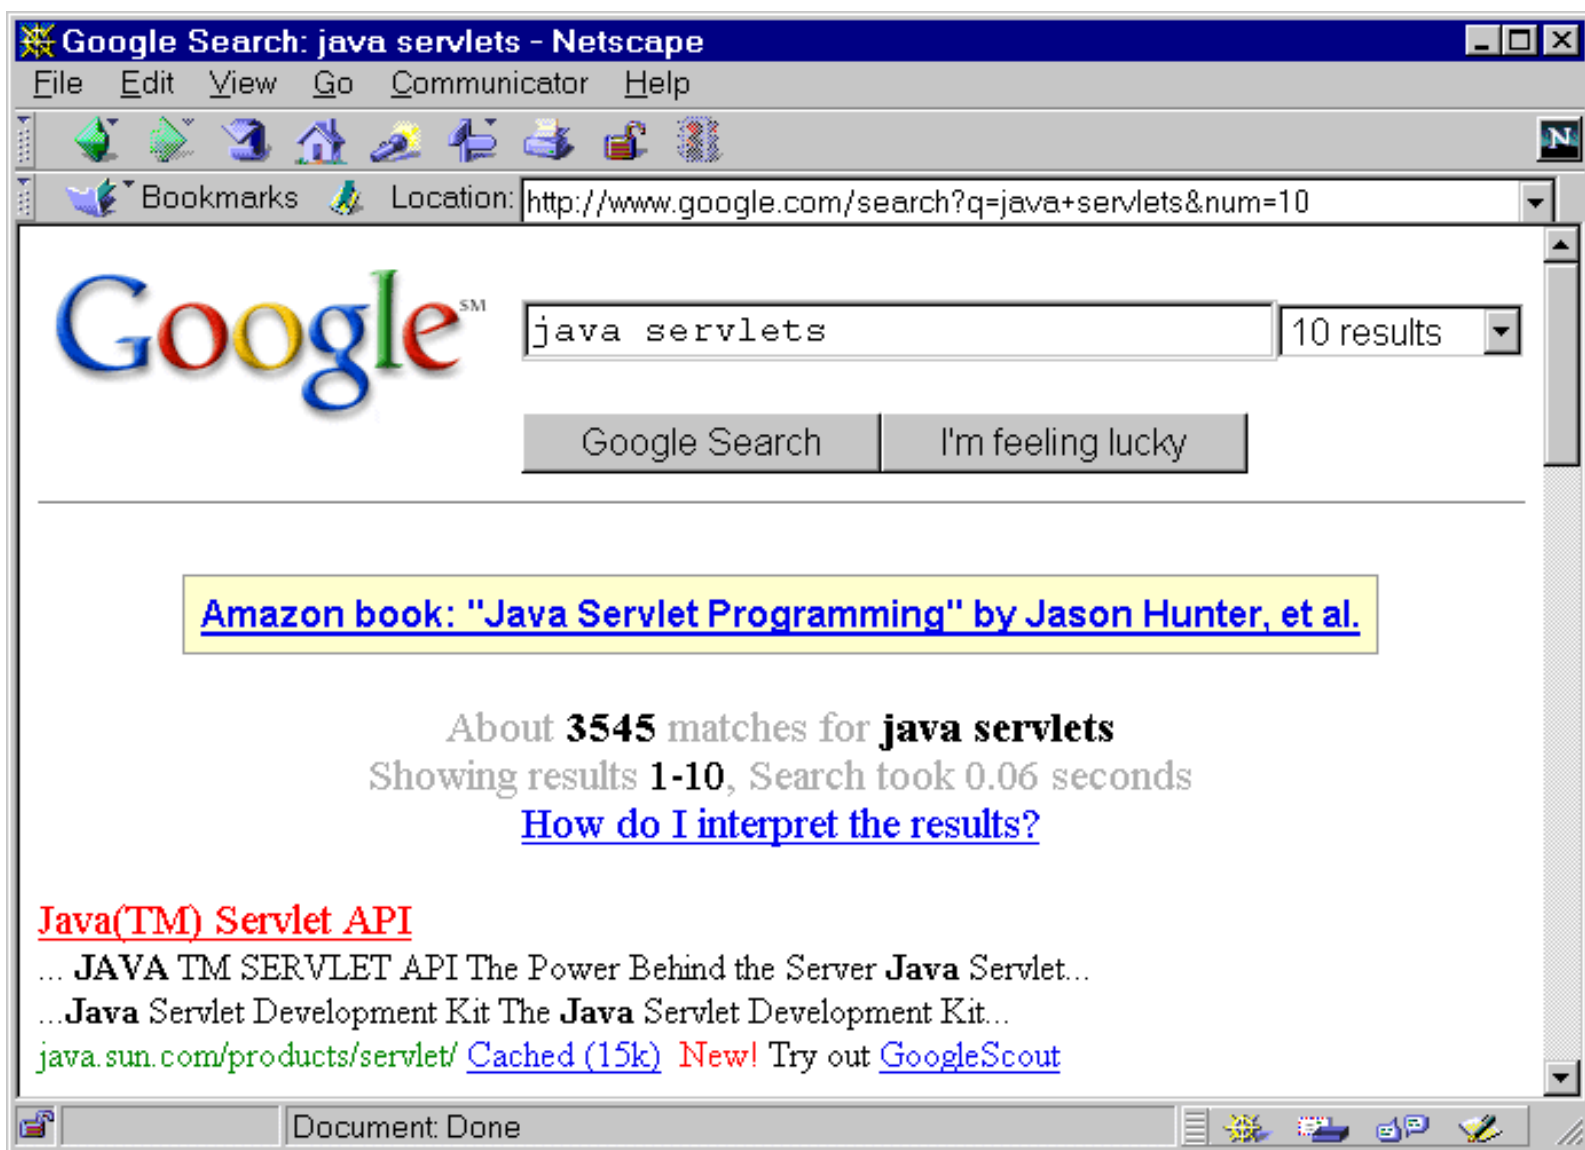 Google Search: java servlets - Netscape
File Edit View Go Communicator Help
N
Bookmarks Location: http://www.google.com/search?q=java+servlets&num=10
Google SM
java servlets 10 results
Google Search I'm feeling lucky
Amazon book: "Java Servlet Programming" by Jason Hunter, et al.
About 3545 matches for java servlets
Showing results 1-10, Search took 0.06 seconds
How do I interpret the results?
Java(TM) Servlet API
... JAVA TM SERVLET API The Power Behind the Server Java Servlet...
...Java Servlet Development Kit The Java Servlet Development Kit...
java.sun.com/products/servlet/ Cached (15k) New! Try out GoogleScout
Document: Done